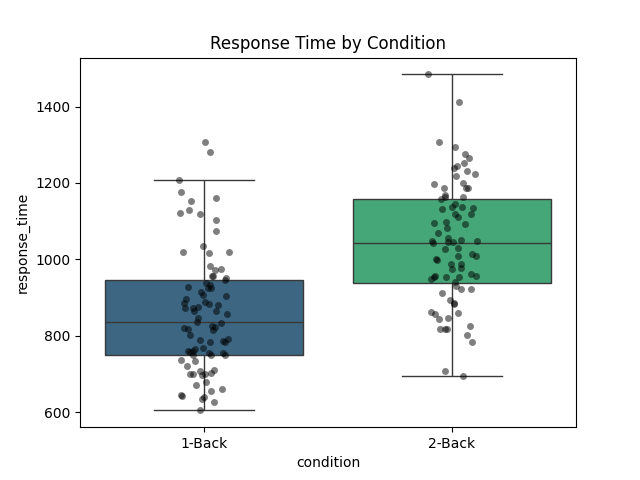 Response Time by Condition
response_time
1400
1200
1000
800
600
1-Back
2-Back
condition